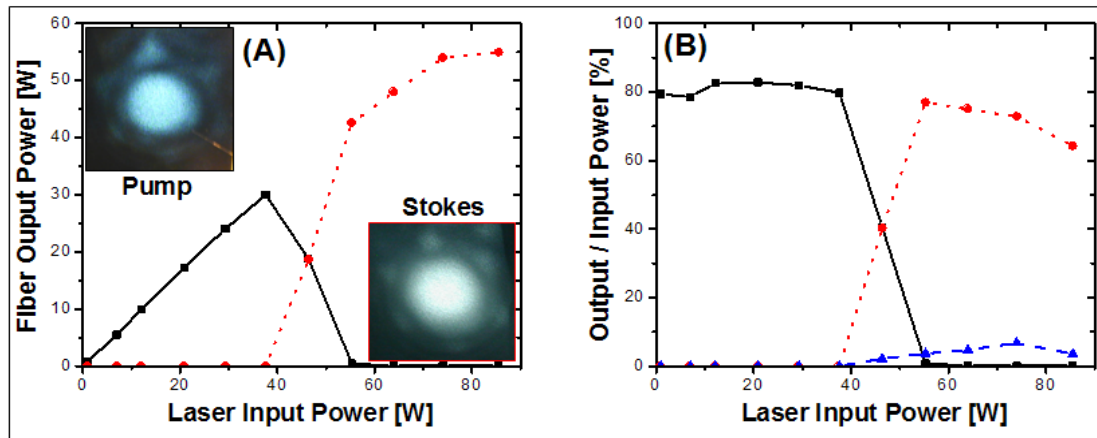 (A)
Pump
Stokes
60
50
40
30
20
10
0
0 20 40 60 80
FIber Ouput Power [W]
Laser Input Power [W]
(B)
100
80
60
40
20
0
0 20 40 60 80
Output / Input Power [%]
Laser Input Power [W]